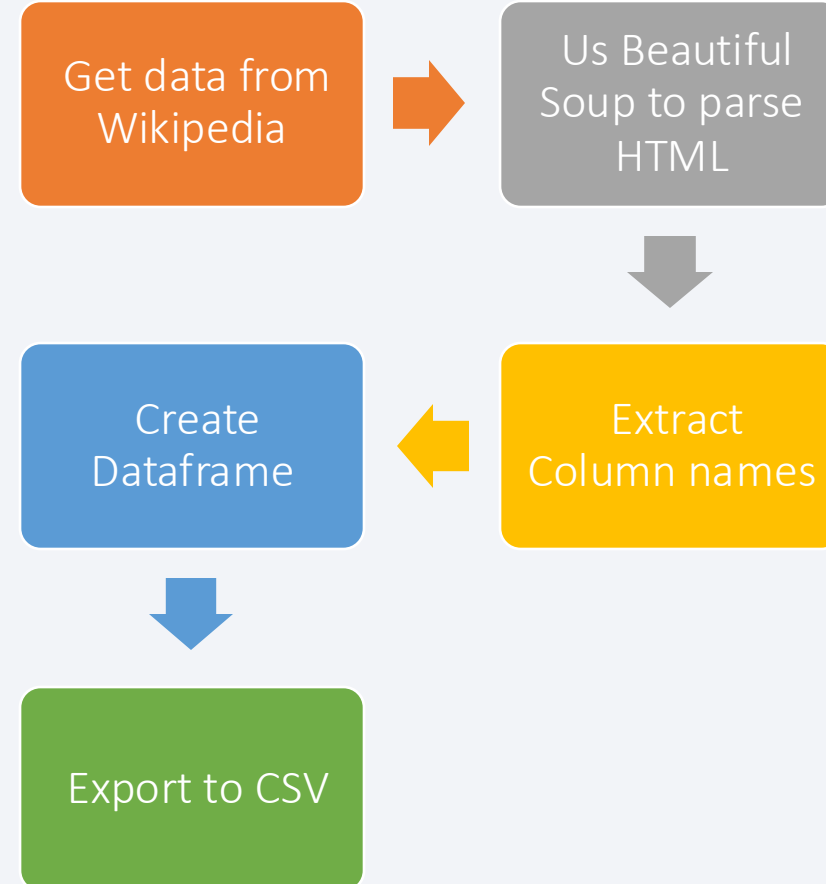 Get data from
Wikipedia
Us Beautiful
Soup to parse
HTML
Extract
Column names
Create
Dataframe
Export to CSV